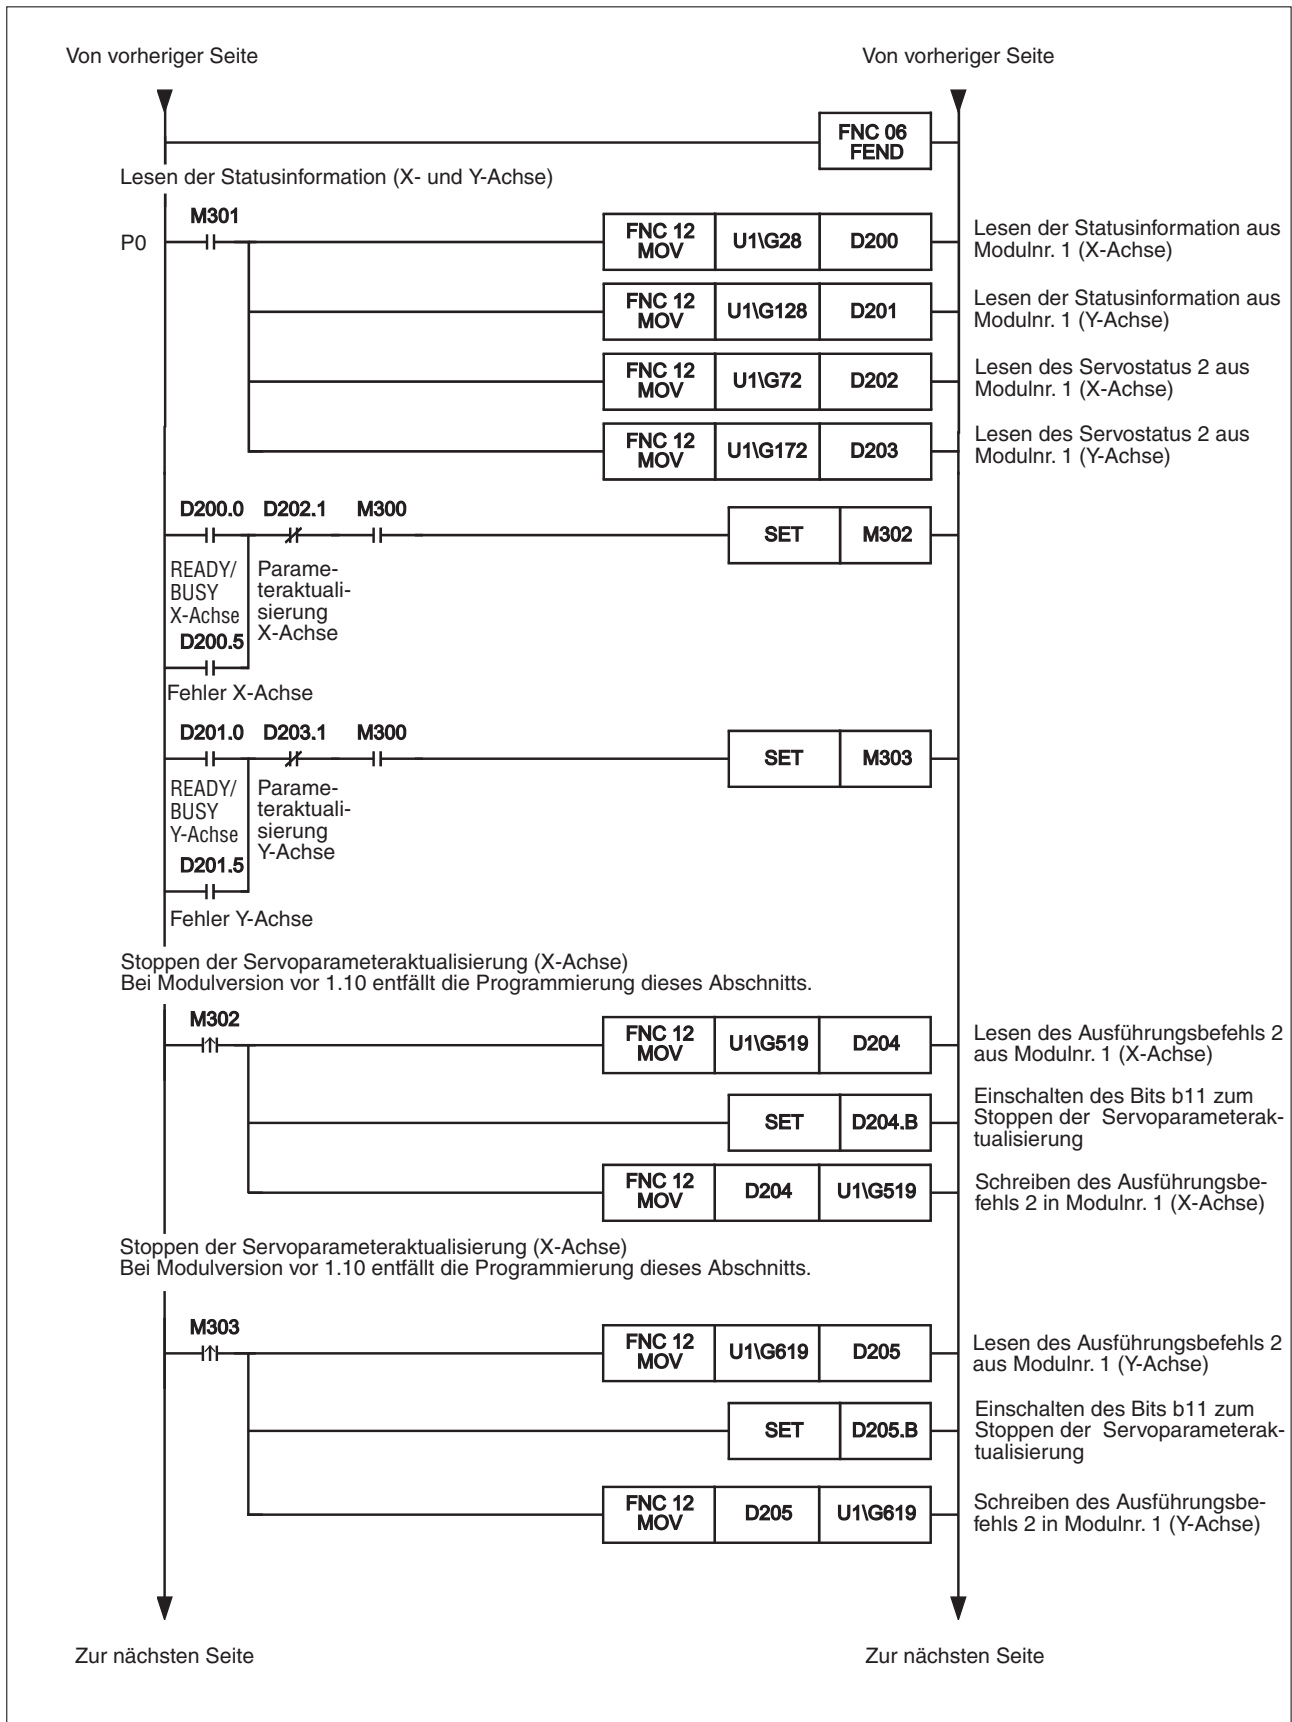 Von vorheriger Seite Von vorheriger Seite
FNC 06
FEND
Lesen der Statusinformation (X- und Y-Achse)
M301
P0
FNC 12
MOV U1\G28 D200
Lesen der Statusinformation aus
Modulnr. 1 (X-Achse)
FNC 12
MOV U1\G128 D201
Lesen der Statusinformation aus
Modulnr. 1 (Y-Achse)
FNC 12
MOV U1\G72 D202
Lesen des Servostatus 2 aus
Modulnr. 1 (X-Achse)
FNC 12
MOV U1\G172 D203
Lesen des Servostatus 2 aus
Modulnr. 1 (Y-Achse)
D200.0 D202.1 M300
SET M302
READY/
BUSY
X-Achse
Parame-
teraktuali-
sierung
X-Achse
D200.5
Fehler X-Achse
D201.0 D203.1 M300
SET M303
READY/
BUSY
Y-Achse
Parame-
teraktuali-
sierung
Y-Achse
D201.5
Fehler Y-Achse
Stoppen der Servoparameteraktualisierung (X-Achse)
Bei Modulversion vor 1.10 entfällt die Programmierung dieses Abschnitts.
M302
FNC 12
MOV U1\G519 D204
Lesen des Ausführungsbefehls 2
aus Modulnr. 1 (X-Achse)
SET D204.B
Einschalten des Bits b11 zum
Stoppen der Servoparameterak-
tualisierung
FNC 12
MOV D204 U1\G519
Schreiben des Ausführungsbe-
fehls 2 in Modulnr. 1 (X-Achse)
Stoppen der Servoparameteraktualisierung (X-Achse)
Bei Modulversion vor 1.10 entfällt die Programmierung dieses Abschnitts.
M303
FNC 12
MOV U1\G619 D205
Lesen des Ausführungsbefehls 2
aus Modulnr. 1 (Y-Achse)
SET D205.B
Einschalten des Bits b11 zum
Stoppen der Servoparameterak-
tualisierung
FNC 12
MOV D205 U1\G619
Schreiben des Ausführungsbe-
fehls 2 in Modulnr. 1 (Y-Achse)
Zur nächsten Seite Zur nächsten Seite